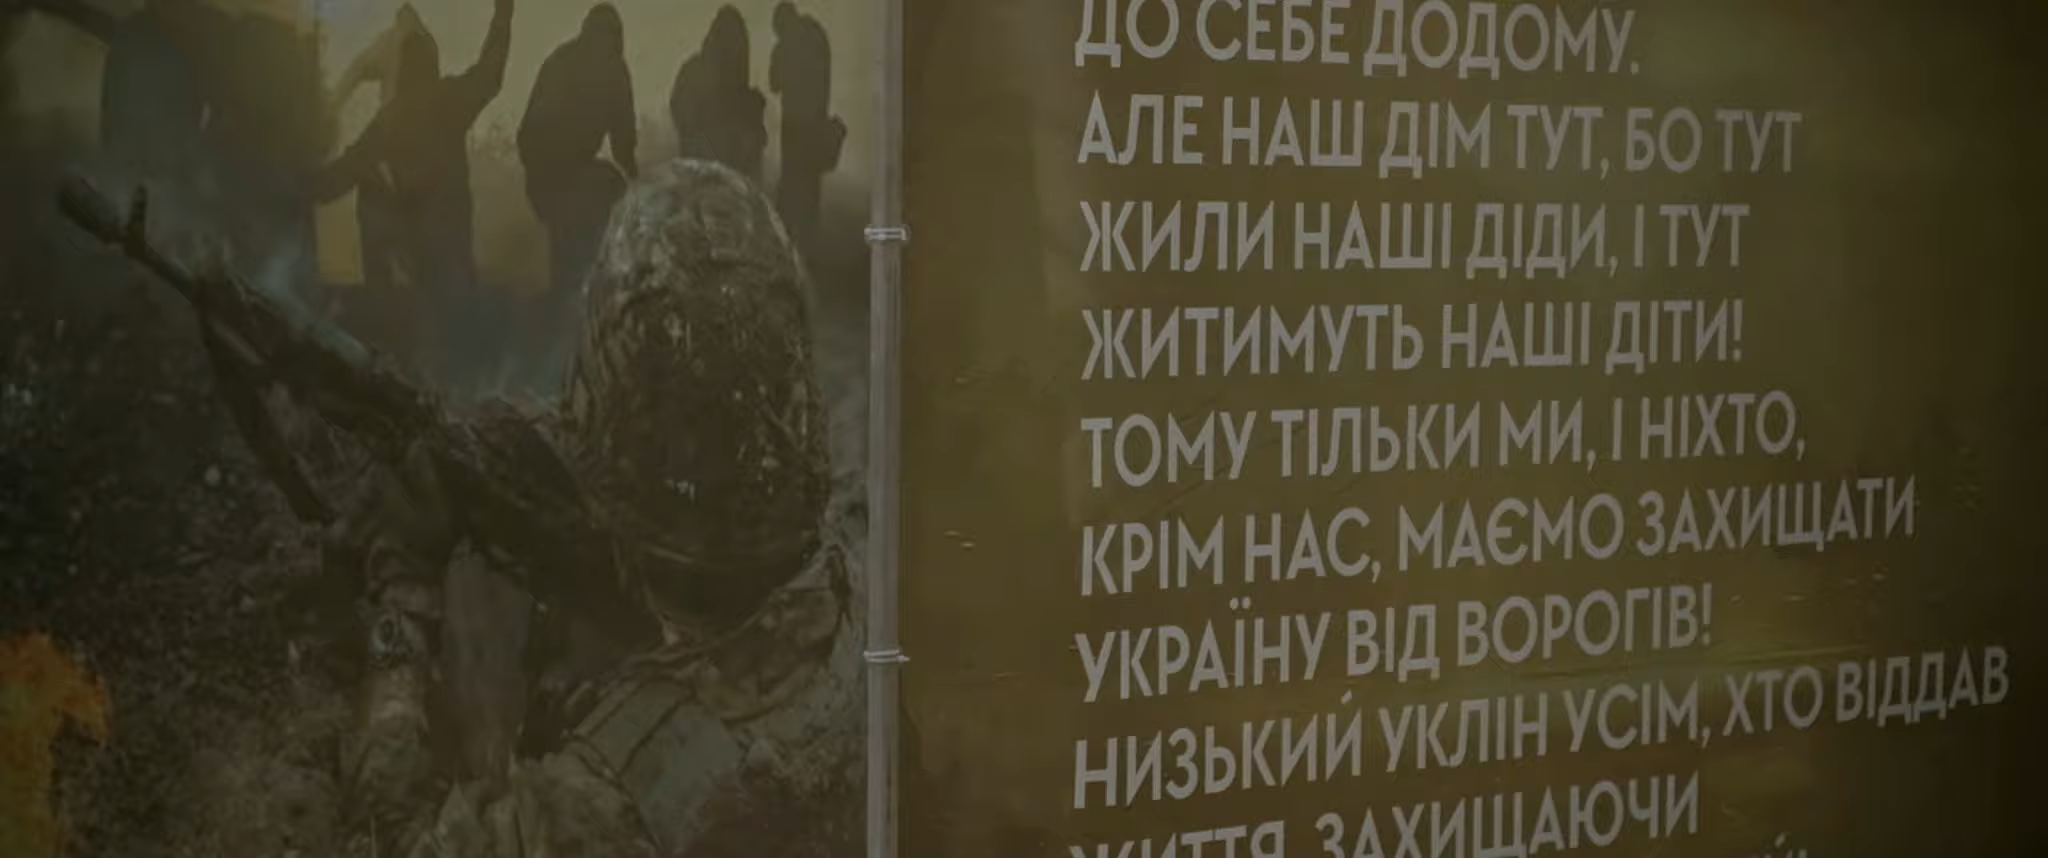 ДО СЕБЕ ДОДОМУ.
АЛЕ НАШ ДІМ ТУТ, БО ТУТ
ЖИЛИ НАШІ ДІДИ, І ТУТ
ЖИТИМУТЬ НАШІ ДІТИ!
ТОМУ ТІЛЬКИ МИ, І НІХТО,
КРІМ НАС, МАЄМО ЗАХИЩАТИ
УКРАЇНУ ВІД ВОРОГІВ!
НИЗЬКИЙ УКЛІН УСІМ, ХТО ВІДДАВ
ЖИТТЯ, ЗАХИЩАЮЧИ